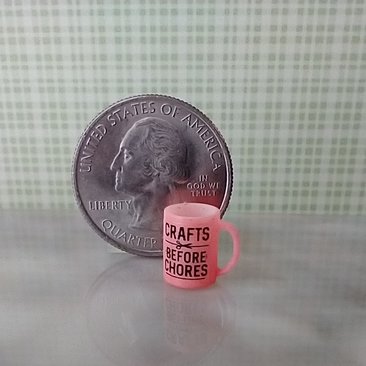 UNITED STATES OF AMERICA
IN
GOD WE
TRUST
LIBERTY
QUARTER
CRAFTS
BEFORE
CHORES